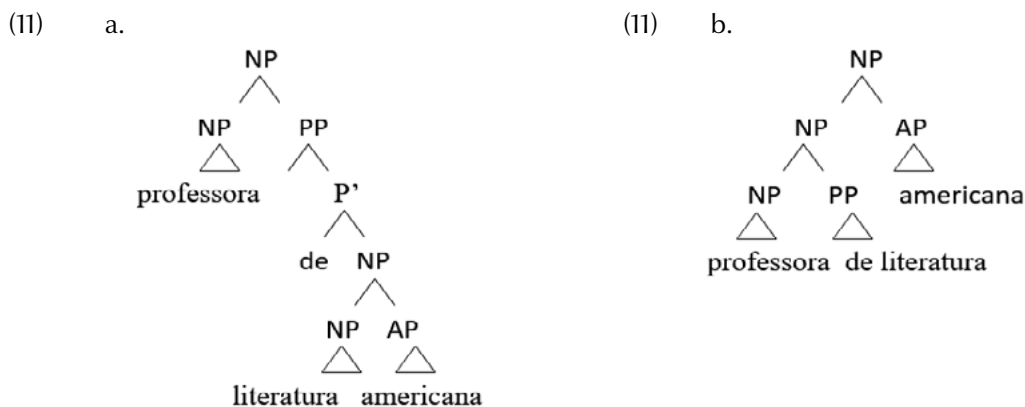 (11) a. (11) b.
NP NP
NP PP NP AP
professora P’ NP PP americana
de NP professora de literatura
NP AP
literatura americana